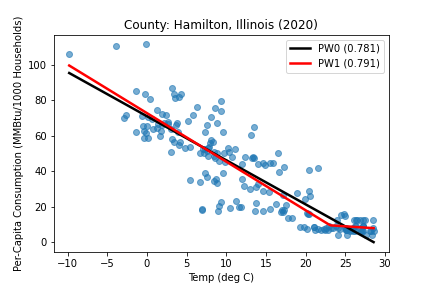 County: Hamilton, Illinois (2020)
PW0 (0.781)
PW1 (0.791)
Per-Capita Consumption (MMBtu/1000 Households)
100
80
60
40
20
0
−10 −5 0 5 10 15 20 25 30
Temp (deg C)